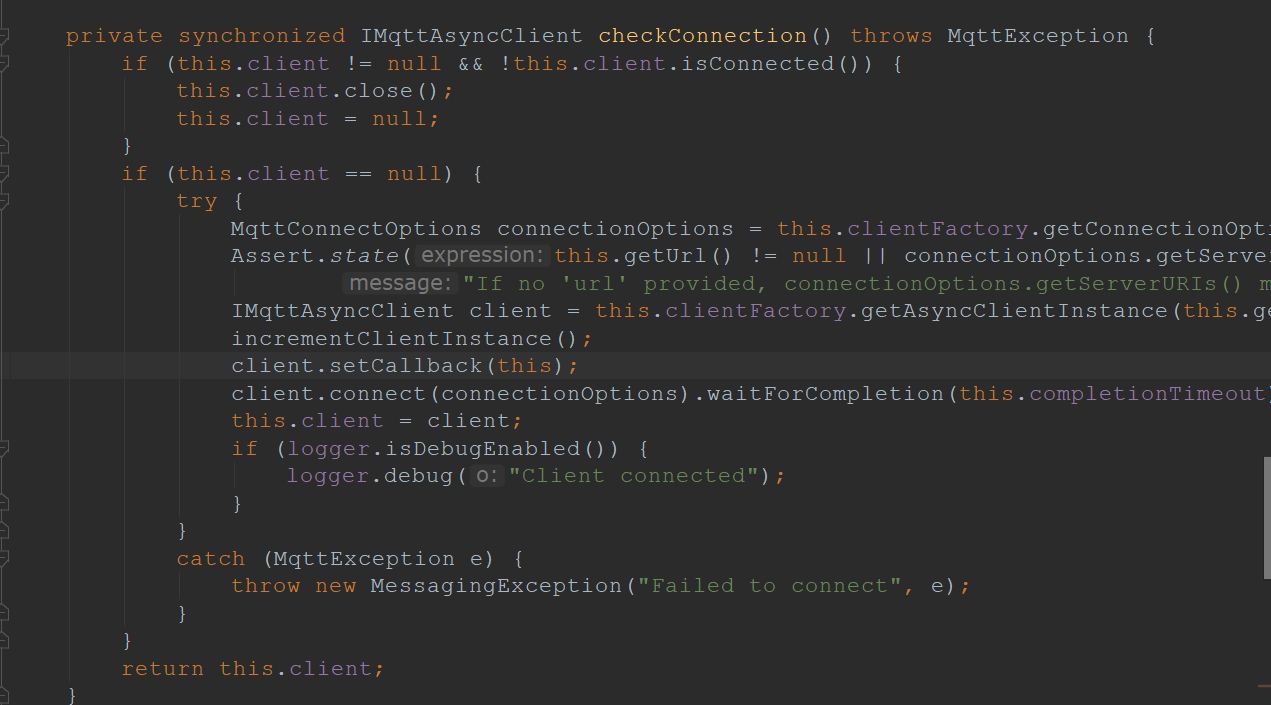 private synchronized IMqttAsyncClient checkConnection() throws MqttException {
if (this.client != null && !this.client.isConnected()) {
this.client.close();
this.client = null;
}
if (this.client == null) {
try {
MqttConnectOptions connectionOptions = this.clientFactory.getConnectionOpti
Assert.state( expression: this.getUrl() != null || connectionOptions.getServer
message: "If no 'url' provided, connectionOptions.getServerURIs() m
IMqttAsyncClient client = this.clientFactory.getAsyncClientInstance(this.ge
incrementClientInstance();
client.setCallback(this);
client.connect(connectionOptions).waitForCompletion(this.completionTimeout)
this.client = client;
if (logger.isDebugEnabled()) {
logger.debug( o: "Client connected");
}
}
catch (MqttException e) {
throw new MessagingException("Failed to connect", e);
}
}
return this.client;
}